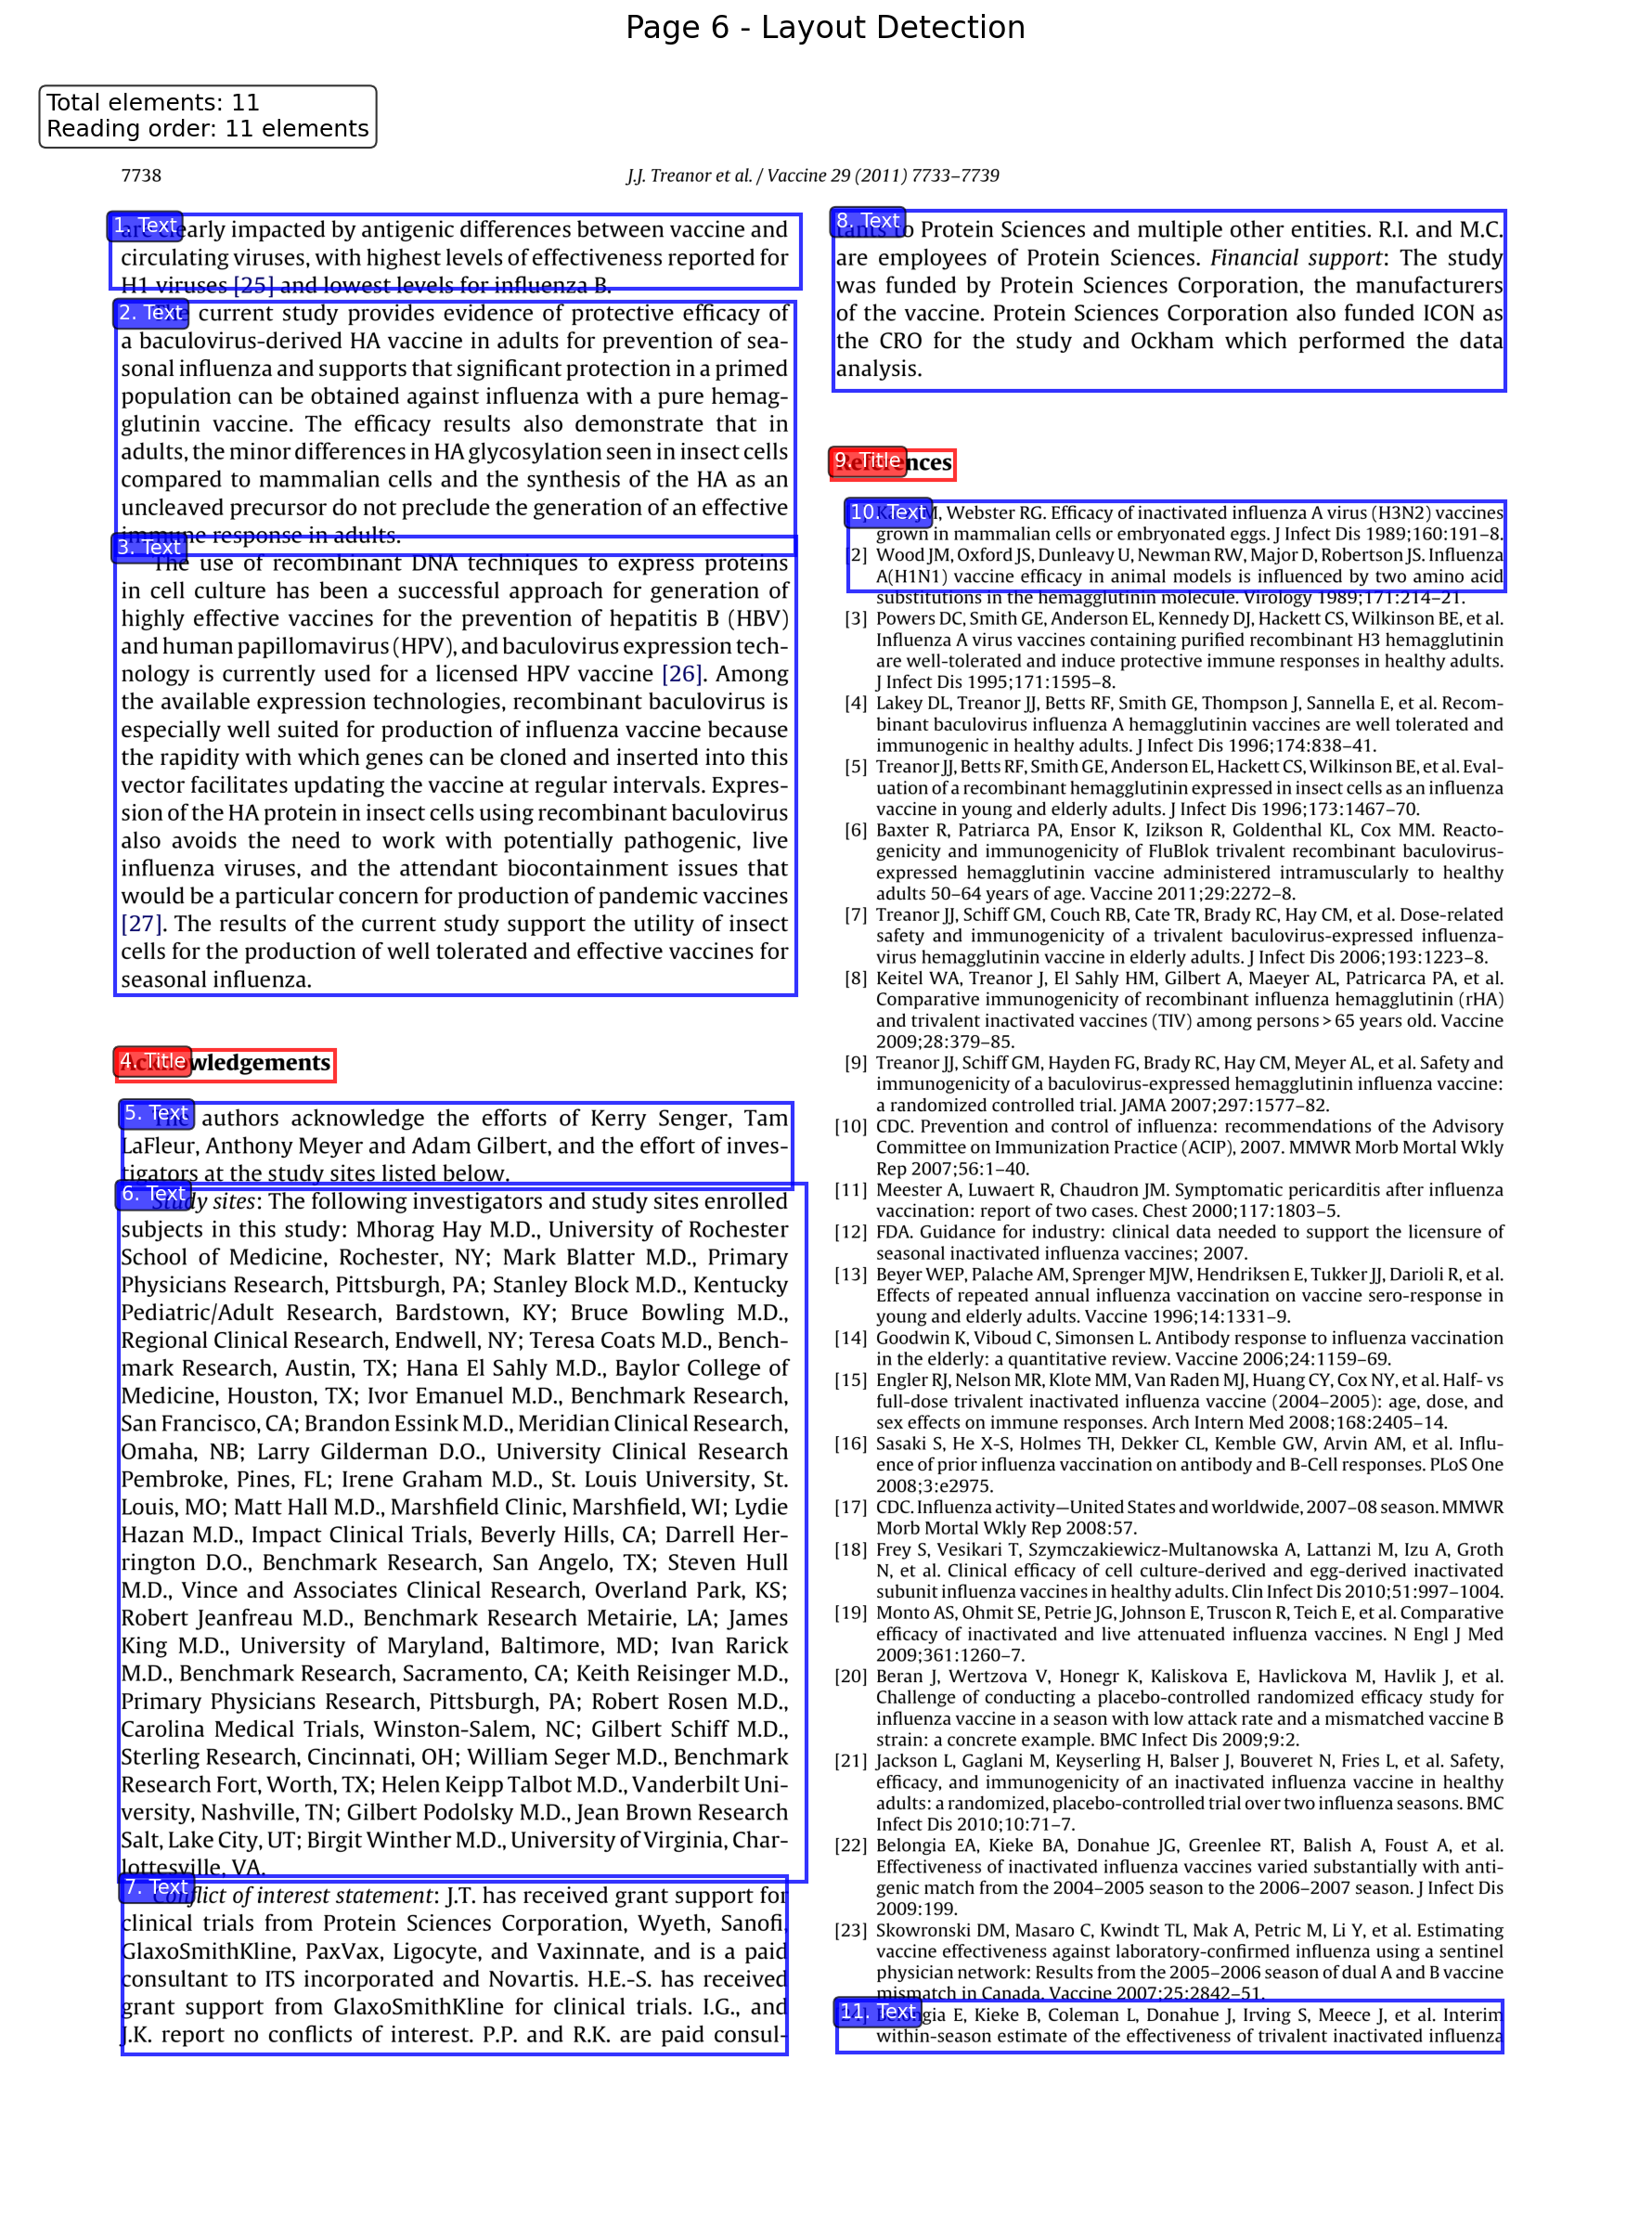 Page 6 - Layout Detection
Total elements: 11
Reading order: 11 elements
7738
J.J. Treanor et al. / Vaccine 29 (2011) 7733–7739
1. Text
clearly impacted by antigenic differences between vaccine and
circulating viruses, with highest levels of effectiveness reported for
H1 viruses [25] and lowest levels for influenza B.
2. Text
The current study provides evidence of protective efficacy of
a baculovirus-derived HA vaccine in adults for prevention of sea-
sonal influenza and supports that significant protection in a primed
population can be obtained against influenza with a pure hemag-
glutinin vaccine. The efficacy results also demonstrate that in
adults, the minor differences in HA glycosylation seen in insect cells
compared to mammalian cells and the synthesis of the HA as an
uncleaved precursor do not preclude the generation of an effective
immune response in adults.
3. Text
The use of recombinant DNA techniques to express proteins
in cell culture has been a successful approach for generation of
highly effective vaccines for the prevention of hepatitis B (HBV)
and human papillomavirus (HPV), and baculovirus expression tech-
nology is currently used for a licensed HPV vaccine [26]. Among
the available expression technologies, recombinant baculovirus is
especially well suited for production of influenza vaccine because
the rapidity with which genes can be cloned and inserted into this
vector facilitates updating the vaccine at regular intervals. Expres-
sion of the HA protein in insect cells using recombinant baculovirus
also avoids the need to work with potentially pathogenic, live
influenza viruses, and the attendant biocontainment issues that
would be a particular concern for production of pandemic vaccines
[27]. The results of the current study support the utility of insect
cells for the production of well tolerated and effective vaccines for
seasonal influenza.
4. Title
Acknowledgements
5. Text
The authors acknowledge the efforts of Kerry Senger, Tam
LaFleur, Anthony Meyer and Adam Gilbert, and the effort of inves-
tigators at the study sites listed below.
6. Text
Study sites: The following investigators and study sites enrolled
subjects in this study: Mhorag Hay M.D., University of Rochester
School of Medicine, Rochester, NY; Mark Blatter M.D., Primary
Physicians Research, Pittsburgh, PA; Stanley Block M.D., Kentucky
Pediatric/Adult Research, Bardstown, KY; Bruce Bowling M.D.,
Regional Clinical Research, Endwell, NY; Teresa Coats M.D., Bench-
mark Research, Austin, TX; Hana El Sahly M.D., Baylor College of
Medicine, Houston, TX; Ivor Emanuel M.D., Benchmark Research,
San Francisco, CA; Brandon Essink M.D., Meridian Clinical Research,
Omaha, NB; Larry Gilderman D.O., University Clinical Research
Pembroke, Pines, FL; Irene Graham M.D., St. Louis University, St.
Louis, MO; Matt Hall M.D., Marshfield Clinic, Marshfield, WI; Lydie
Hazan M.D., Impact Clinical Trials, Beverly Hills, CA; Darrell Her-
rington D.O., Benchmark Research, San Angelo, TX; Steven Hull
M.D., Vince and Associates Clinical Research, Overland Park, KS;
Robert Jeanfreau M.D., Benchmark Research Metairie, LA; James
King M.D., University of Maryland, Baltimore, MD; Ivan Rarick
M.D., Benchmark Research, Sacramento, CA; Keith Reisinger M.D.,
Primary Physicians Research, Pittsburgh, PA; Robert Rosen M.D.,
Carolina Medical Trials, Winston-Salem, NC; Gilbert Schiff M.D.,
Sterling Research, Cincinnati, OH; William Seger M.D., Benchmark
Research Fort, Worth, TX; Helen Keipp Talbot M.D., Vanderbilt Uni-
versity, Nashville, TN; Gilbert Podolsky M.D., Jean Brown Research
Salt, Lake City, UT; Birgit Winther M.D., University of Virginia, Char-
lottesville, VA.
7. Text
Conflict of interest statement: J.T. has received grant support for
clinical trials from Protein Sciences Corporation, Wyeth, Sanofi,
GlaxoSmithKline, PaxVax, Ligocyte, and Vaxinnate, and is a paid
consultant to ITS incorporated and Novartis. H.E.-S. has received
grant support from GlaxoSmithKline for clinical trials. I.G., and
J.K. report no conflicts of interest. P.P. and R.K. are paid consul-
8. Text
tants to Protein Sciences and multiple other entities. R.I. and M.C.
are employees of Protein Sciences. Financial support: The study
was funded by Protein Sciences Corporation, the manufacturers
of the vaccine. Protein Sciences Corporation also funded ICON as
the CRO for the study and Ockham which performed the data
analysis.
9. Title
References
10. Text
Webster RG. Efficacy of inactivated influenza A virus (H3N2) vaccines
grown in mammalian cells or embryonated eggs. J Infect Dis 1989;160:191–8.
[2] Wood JM, Oxford JS, Dunleavy U, Newman RW, Major D, Robertson JS. Influenza
A(H1N1) vaccine efficacy in animal models is influenced by two amino acid
substitutions in the hemagglutinin molecule. Virology 1989;171:214–21.
[3] Powers DC, Smith GE, Anderson EL, Kennedy DJ, Hackett CS, Wilkinson BE, et al.
Influenza A virus vaccines containing purified recombinant H3 hemagglutinin
are well-tolerated and induce protective immune responses in healthy adults.
J Infect Dis 1995;171:1595–8.
[4] Lakey DL, Treanor JJ, Betts RF, Smith GE, Thompson J, Sannella E, et al. Recom-
binant baculovirus influenza A hemagglutinin vaccines are well tolerated and
immunogenic in healthy adults. J Infect Dis 1996;174:838–41.
[5] Treanor JJ, Betts RF, Smith GE, Anderson EL, Hackett CS, Wilkinson BE, et al. Eval-
uation of a recombinant hemagglutinin expressed in insect cells as an influenza
vaccine in young and elderly adults. J Infect Dis 1996;173:1467–70.
[6] Baxter R, Patriarca PA, Ensor K, Izikson R, Goldenthal KL, Cox MM. Reacto-
genicity and immunogenicity of FluBlok trivalent recombinant baculovirus-
expressed hemagglutinin vaccine administered intramuscularly to healthy
adults 50–64 years of age. Vaccine 2011;29:2272–8.
[7] Treanor JJ, Schiff GM, Couch RB, Cate TR, Brady RC, Hay CM, et al. Dose-related
safety and immunogenicity of a trivalent baculovirus-expressed influenza-
virus hemagglutinin vaccine in elderly adults. J Infect Dis 2006;193:1223–8.
[8] Keitel WA, Treanor J, El Sahly HM, Gilbert A, Maeyer AL, Patricarca PA, et al.
Comparative immunogenicity of recombinant influenza hemagglutinin (rHA)
and trivalent inactivated vaccines (TIV) among persons > 65 years old. Vaccine
2009;28:379–85.
[9] Treanor JJ, Schiff GM, Hayden FG, Brady RC, Hay CM, Meyer AL, et al. Safety and
immunogenicity of a baculovirus-expressed hemagglutinin influenza vaccine:
a randomized controlled trial. JAMA 2007;297:1577–82.
[10] CDC. Prevention and control of influenza: recommendations of the Advisory
Committee on Immunization Practice (ACIP), 2007. MMWR Morb Mortal Wkly
Rep 2007;56:1–40.
[11] Meester A, Luwaert R, Chaudron JM. Symptomatic pericarditis after influenza
vaccination: report of two cases. Chest 2000;117:1803–5.
[12] FDA. Guidance for industry: clinical data needed to support the licensure of
seasonal inactivated influenza vaccines; 2007.
[13] Beyer WEP, Palache AM, Sprenger MJW, Hendriksen E, Tukker JJ, Darioli R, et al.
Effects of repeated annual influenza vaccination on vaccine sero-response in
young and elderly adults. Vaccine 1996;14:1331–9.
[14] Goodwin K, Viboud C, Simonsen L. Antibody response to influenza vaccination
in the elderly: a quantitative review. Vaccine 2006;24:1159–69.
[15] Engler RJ, Nelson MR, Klote MM, Van Raden MJ, Huang CY, Cox NY, et al. Half- vs
full-dose trivalent inactivated influenza vaccine (2004–2005): age, dose, and
sex effects on immune responses. Arch Intern Med 2008;168:2405–14.
[16] Sasaki S, He X-S, Holmes TH, Dekker CL, Kemble GW, Arvin AM, et al. Influ-
ence of prior influenza vaccination on antibody and B-Cell responses. PLoS One
2008;3:e2975.
[17] CDC. Influenza activity—United States and worldwide, 2007–08 season. MMWR
Morb Mortal Wkly Rep 2008:57.
[18] Frey S, Vesikari T, Szymczakiewicz-Multanowska A, Lattanzi M, Izu A, Groth
N, et al. Clinical efficacy of cell culture-derived and egg-derived inactivated
subunit influenza vaccines in healthy adults. Clin Infect Dis 2010;51:997–1004.
[19] Monto AS, Ohmit SE, Petrie JG, Johnson E, Truscon R, Teich E, et al. Comparative
efficacy of inactivated and live attenuated influenza vaccines. N Engl J Med
2009;361:1260–7.
[20] Beran J, Wertzova V, Honegr K, Kaliskova E, Havlickova M, Havlik J, et al.
Challenge of conducting a placebo-controlled randomized efficacy study for
influenza vaccine in a season with low attack rate and a mismatched vaccine B
strain: a concrete example. BMC Infect Dis 2009;9:2.
[21] Jackson L, Gaglani M, Keyserling H, Balser J, Bouveret N, Fries L, et al. Safety,
efficacy, and immunogenicity of an inactivated influenza vaccine in healthy
adults: a randomized, placebo-controlled trial over two influenza seasons. BMC
Infect Dis 2010;10:71–7.
[22] Belongia EA, Kieke BA, Donahue JG, Greenlee RT, Balish A, Foust A, et al.
Effectiveness of inactivated influenza vaccines varied substantially with anti-
genic match from the 2004–2005 season to the 2006–2007 season. J Infect Dis
2009:199.
[23] Skowronski DM, Masaro C, Kwindt TL, Mak A, Petric M, Li Y, et al. Estimating
vaccine effectiveness against laboratory-confirmed influenza using a sentinel
physician network: Results from the 2005–2006 season of dual A and B vaccine
mismatch in Canada. Vaccine 2007;25:2842–51.
11. Text
Belongia E, Kieke B, Coleman L, Donahue J, Irving S, Meece J, et al. Interim
within-season estimate of the effectiveness of trivalent inactivated influenza